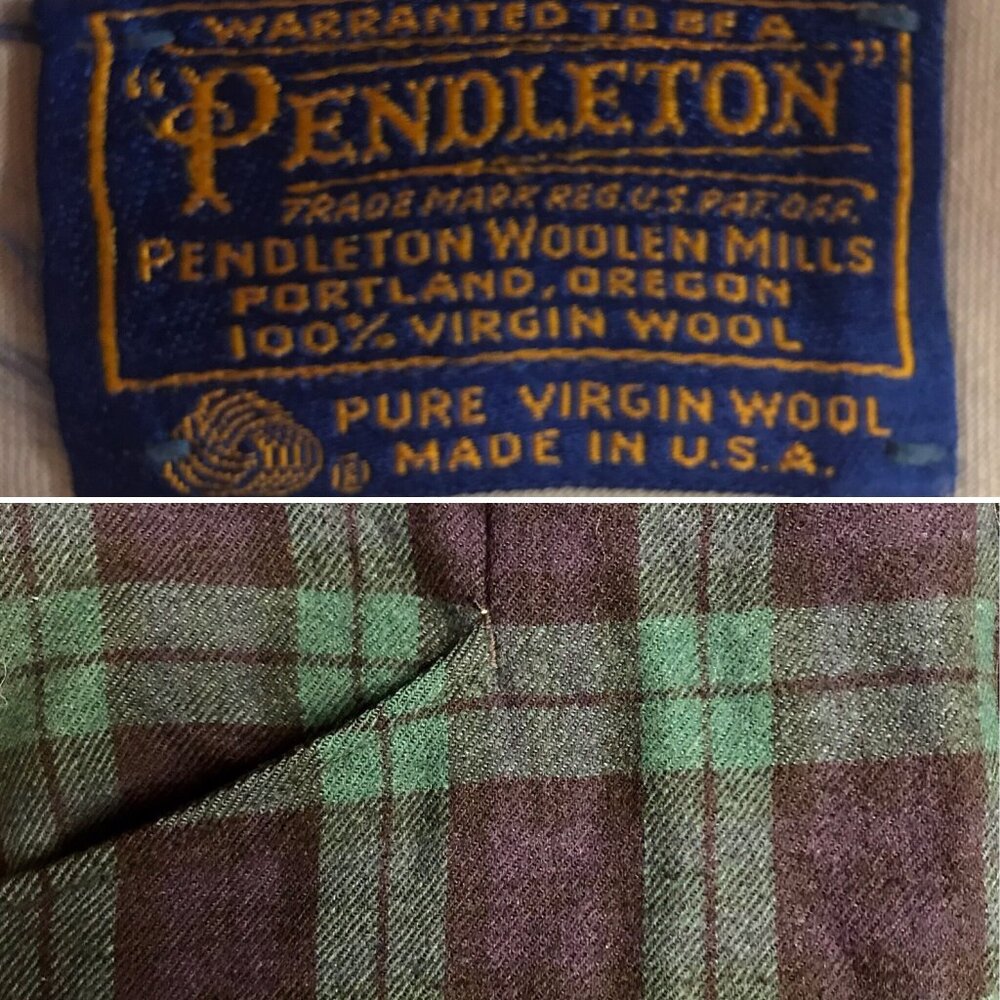 WARRANTED TO BE A
"PENDLETON"
TRADE MARK REG. U.S. PAT. OFF.
PENDLETON WOOLEN MILLS
PORTLAND, OREGON
100% VIRGIN WOOL
PURE VIRGIN WOOL
® MADE IN U.S.A.